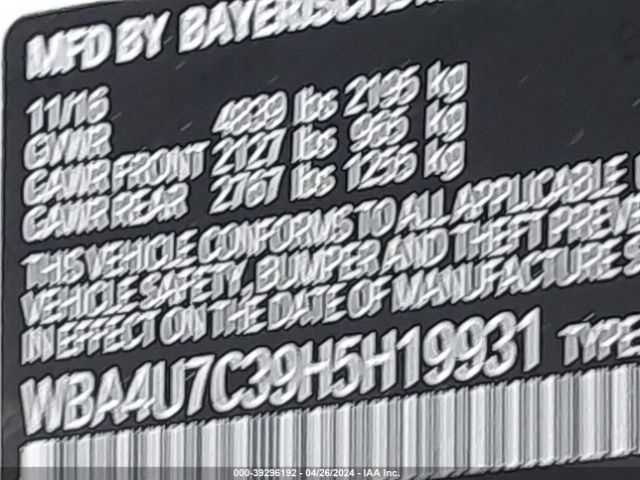 MFD BY BAYERISCHE
11/16
GVWR 4839 lbs 2195 kg
GAWR FRONT 2127 lbs 965 kg
GAWR REAR 2767 lbs 1255 kg
THIS VEHICLE CONFORMS TO ALL APPLICABLE
VEHICLE SAFETY, BUMPER AND THEFT PREVE
IN EFFECT ON THE DATE OF MANUFACTURE S
WBA4U7C39H5H19931 TYPE
000-39296192 - 04/26/2024 - IAA Inc.